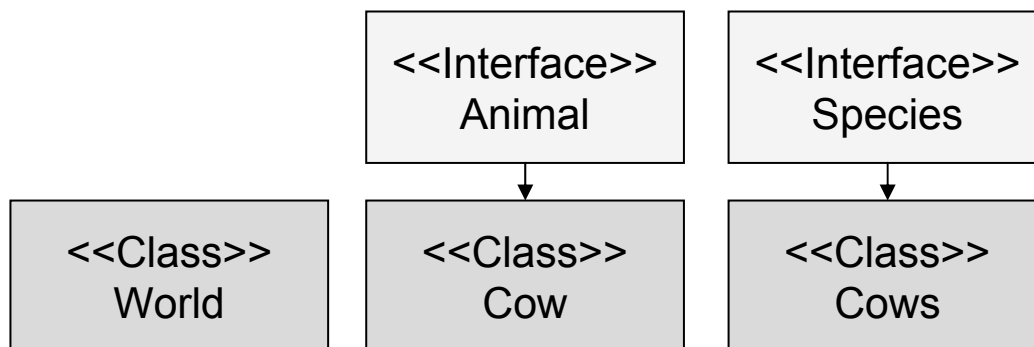 <<Interface>>
Animal
<<Interface>>
Species
<<Class>>
World
<<Class>>
Cow
<<Class>>
Cows